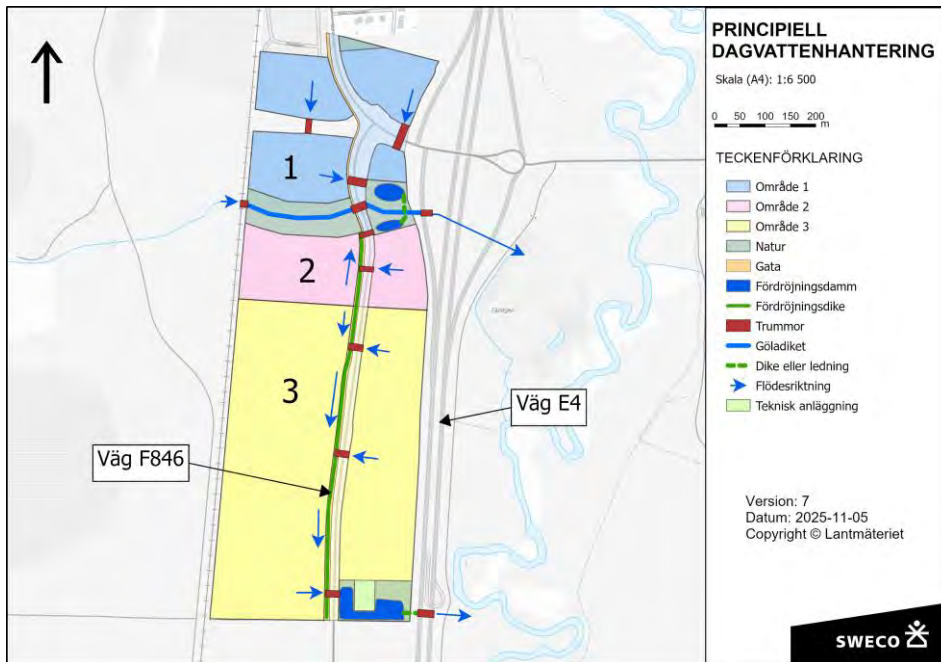 PRINCIPIELL
DAGVATTENHANTERING
Skala (A4): 1:6 500
0 50 100 150 200
m
TECKENFÖRKLARING
Område 1
Område 2
Område 3
Natur
Gata
Fördröjningsdamm
Fördröjningsdike
Trummor
Göladiket
Dike eller ledning
Flödesriktning
Teknisk anläggning
1
2
3
Väg E4
Väg F846
Version: 7
Datum: 2025-11-05
Copyright © Lantmäteriet
SWECO